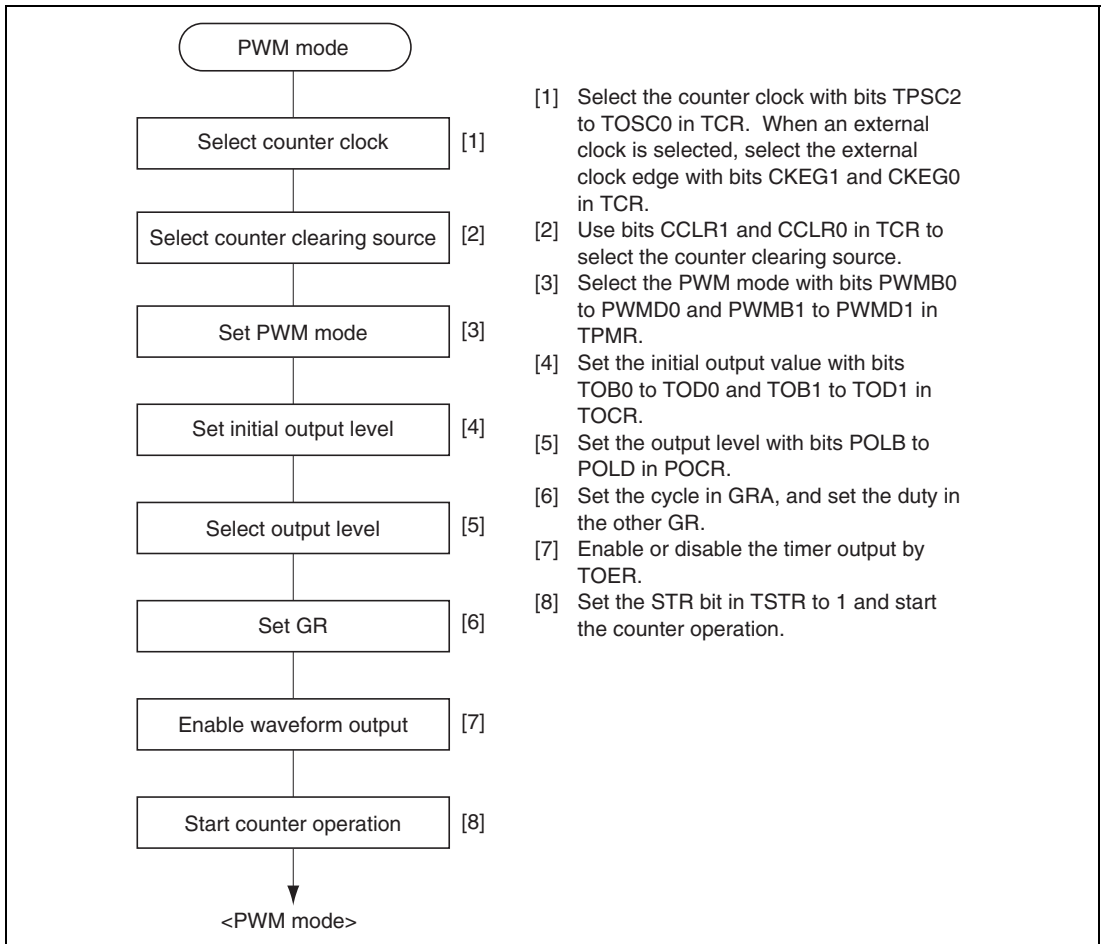 PWM mode
Select counter clock [1]
Select counter clearing source [2]
Set PWM mode [3]
Set initial output level [4]
Select output level [5]
Set GR [6]
Enable waveform output [7]
Start counter operation [8]
<PWM mode>
[1] Select the counter clock with bits TPSC2
to TOSC0 in TCR. When an external
clock is selected, select the external
clock edge with bits CKEG1 and CKEG0
in TCR.
[2] Use bits CCLR1 and CCLR0 in TCR to
select the counter clearing source.
[3] Select the PWM mode with bits PWMB0
to PWMD0 and PWMB1 to PWMD1 in
TPMR.
[4] Set the initial output value with bits
TOB0 to TOD0 and TOB1 to TOD1 in
TOCR.
[5] Set the output level with bits POLB to
POLD in POCR.
[6] Set the cycle in GRA, and set the duty in
the other GR.
[7] Enable or disable the timer output by
TOER.
[8] Set the STR bit in TSTR to 1 and start
the counter operation.